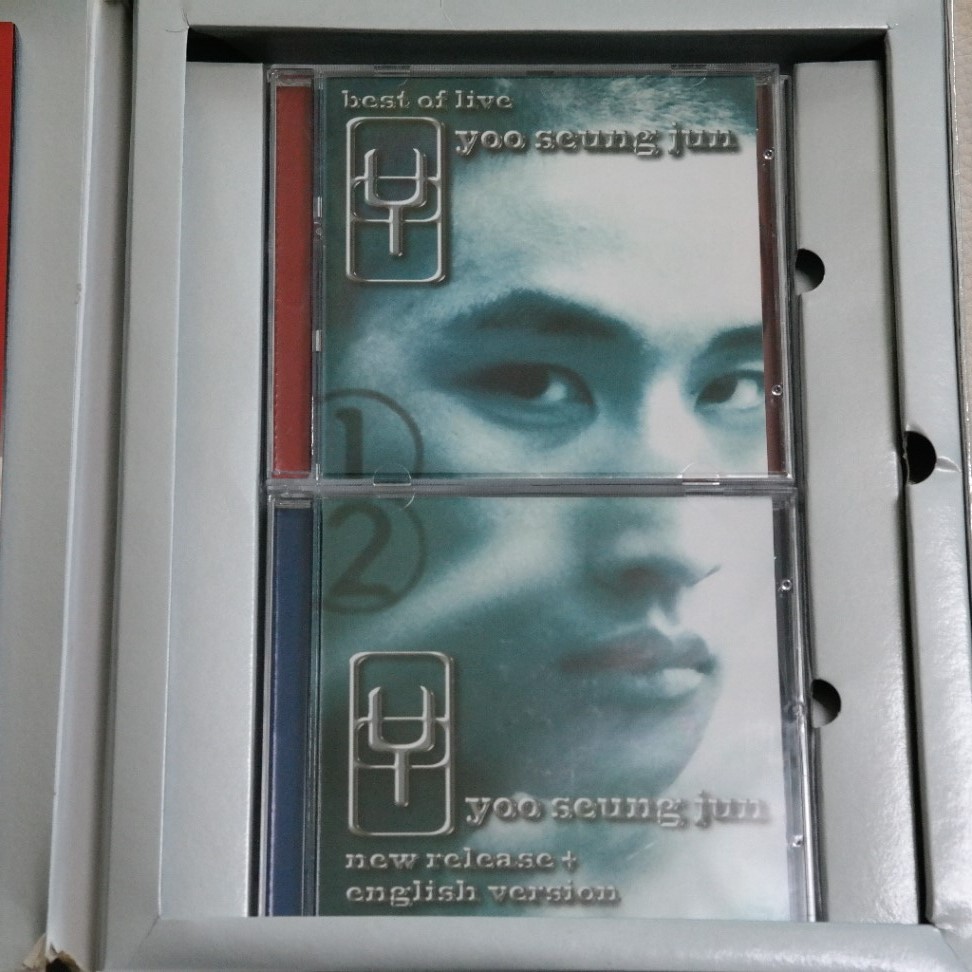 best of live
yoo seung jun
1
2
yoo seung jun
new release +
english version